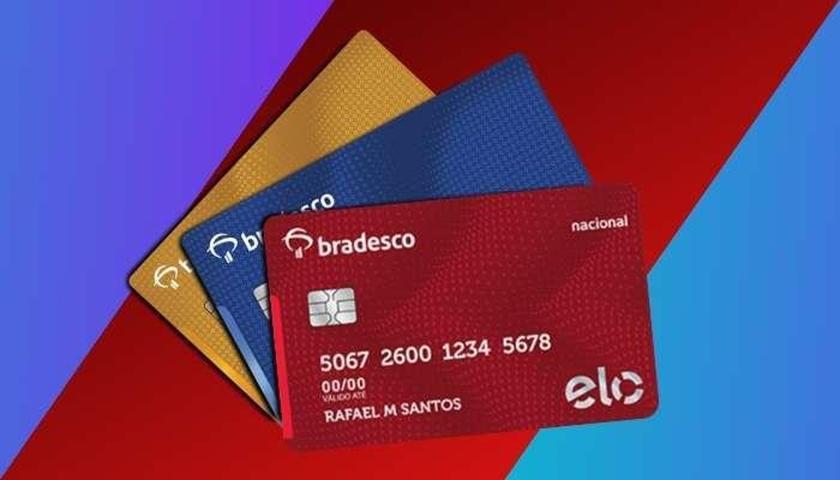 bradesco
nacional
5067 2600 1234 5678
00/00
VÁLIDO ATÉ
RAFAEL M SANTOS
elo